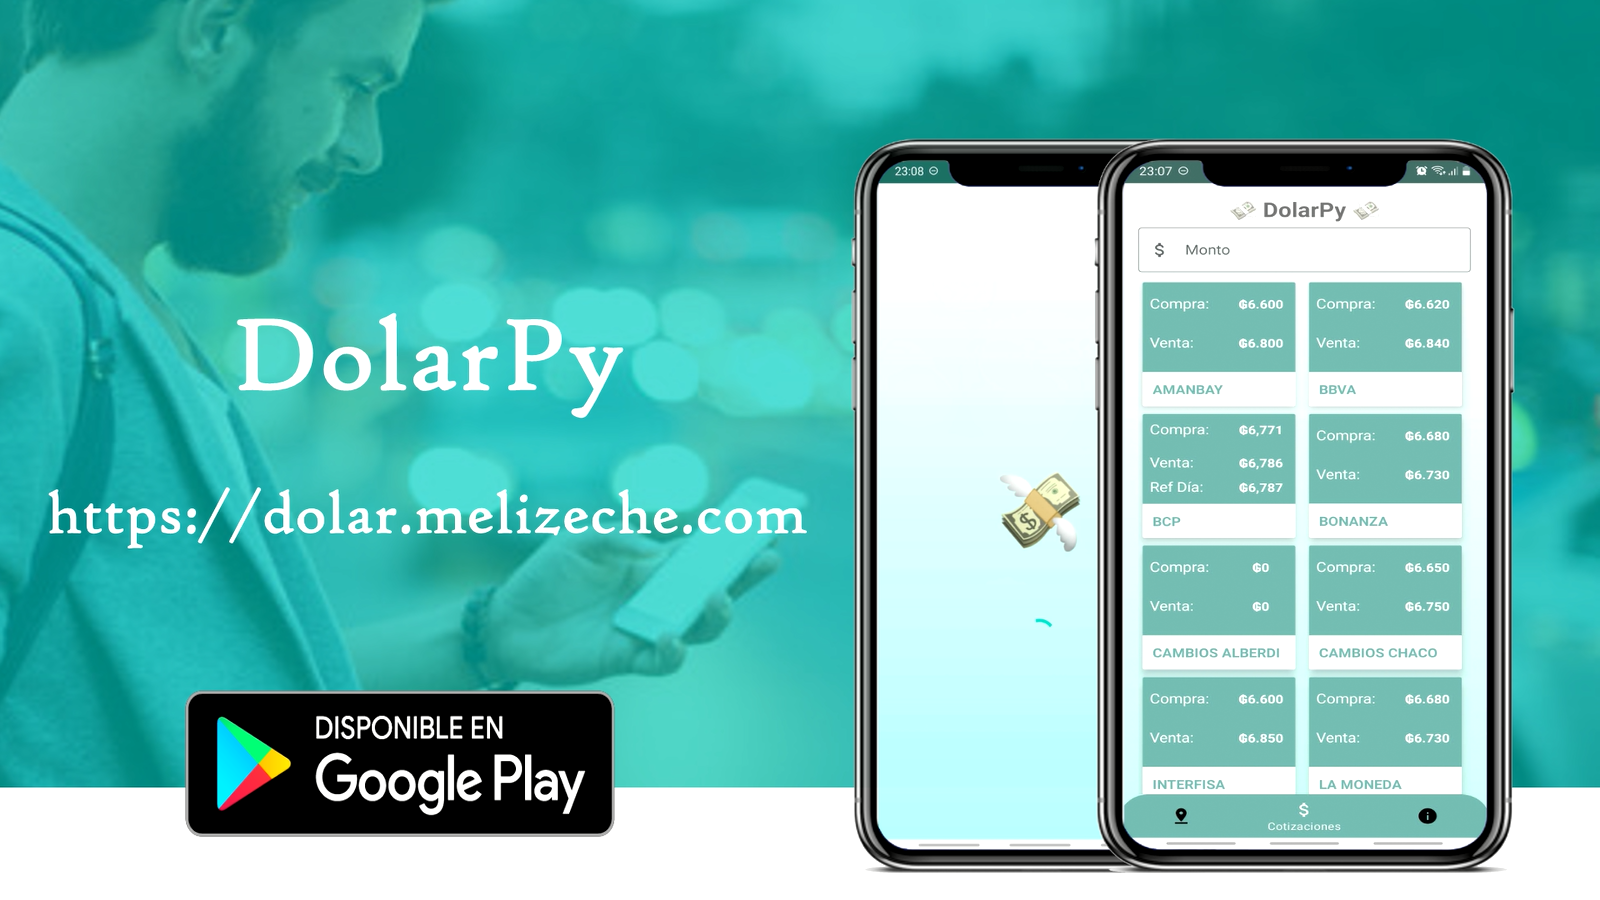 DolarPy
https://dolar.melizeche.com
DISPONIBLE EN
Google Play
23:08
23:07
DolarPy
$ Monto
Compra: ₲6.600
Venta: ₲6.800
AMANBAY
Compra: ₲6.620
Venta: ₲6.840
BBVA
Compra: ₲6,771
Venta: ₲6,786
Ref Día: ₲6,787
BCP
Compra: ₲6.680
Venta: ₲6.730
BONANZA
Compra: ₲0
Venta: ₲0
CAMBIOS ALBERDI
Compra: ₲6.650
Venta: ₲6.750
CAMBIOS CHACO
Compra: ₲6.600
Venta: ₲6.850
INTERFISA
Compra: ₲6.680
Venta: ₲6.730
LA MONEDA
$
Cotizaciones